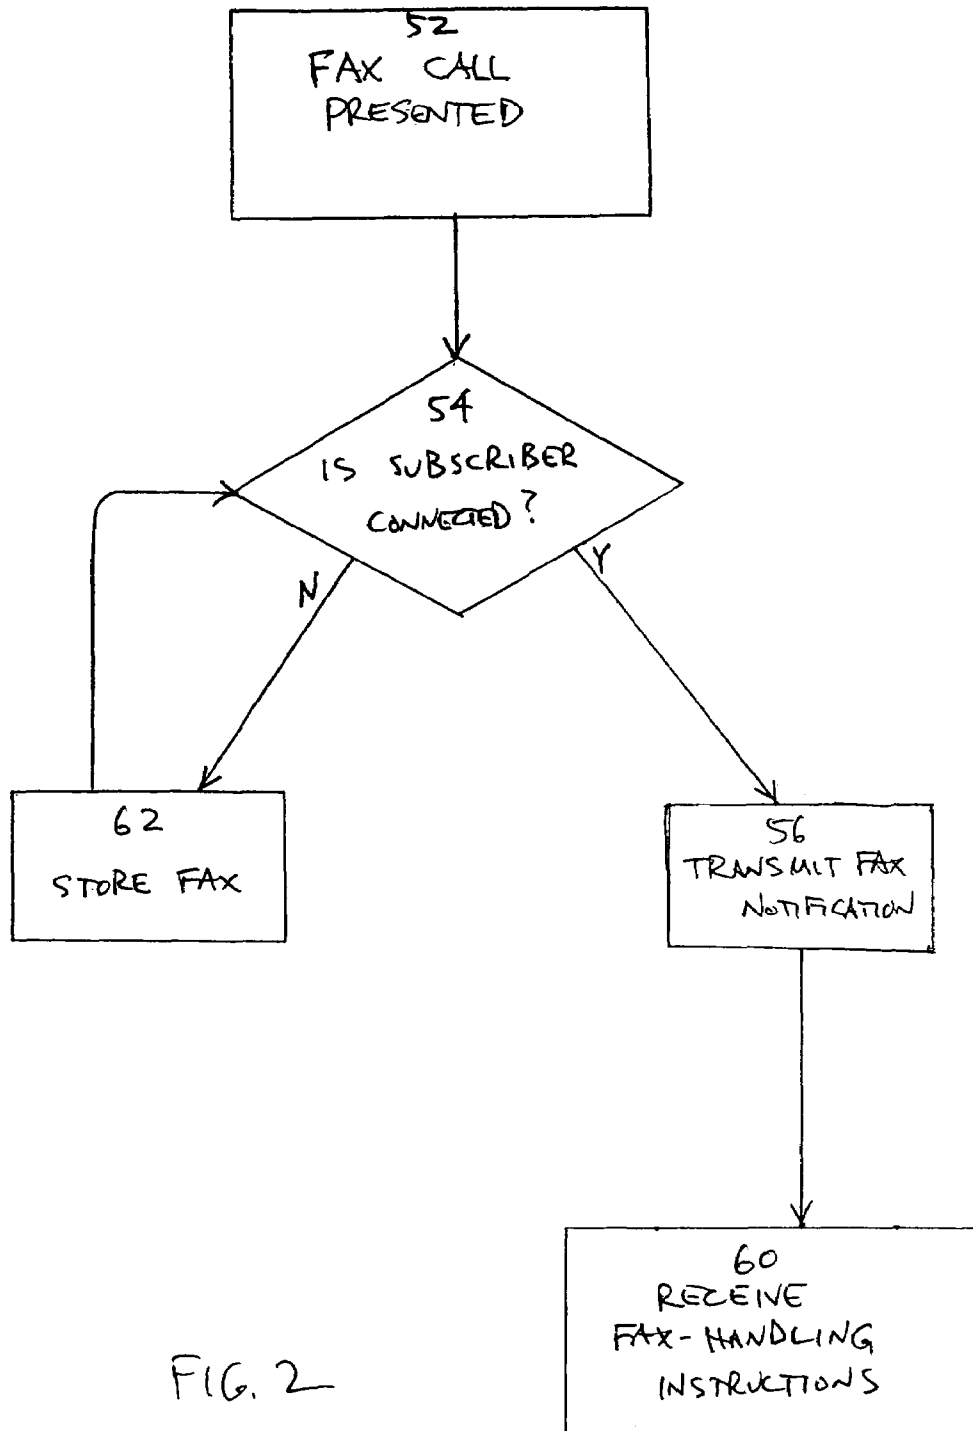 52
FAX CALL
PRESENTED
54
IS SUBSCRIBER
CONNECTED?
N
Y
62
STORE FAX
56
TRANSMIT FAX
NOTIFICATION
60
RECEIVE
FAX-HANDLING
INSTRUCTIONS
FIG. 2